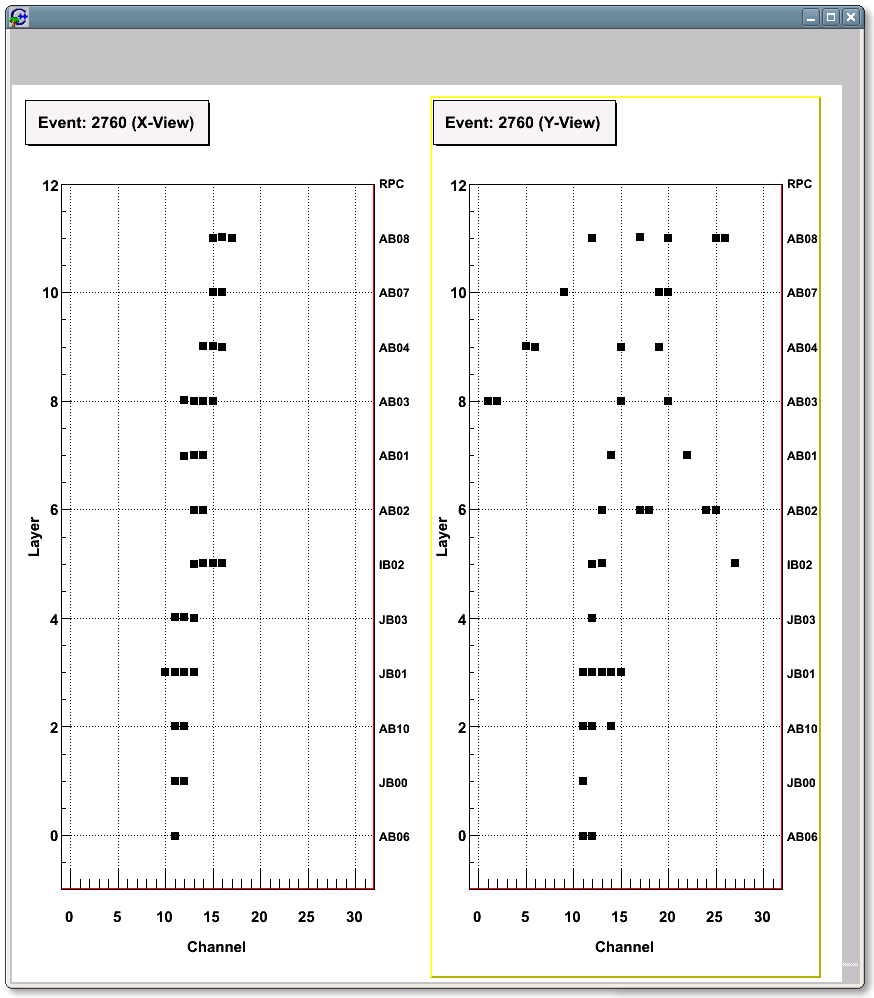 Event: 2760 (X-View)
12
10
8
6
4
2
0
Layer
RPC
AB08
AB07
AB04
AB03
AB01
AB02
IB02
JB03
JB01
AB10
JB00
AB06
0 5 10 15 20 25 30
Channel
Event: 2760 (Y-View)
12
10
8
6
4
2
0
Layer
RPC
AB08
AB07
AB04
AB03
AB01
AB02
IB02
JB03
JB01
AB10
JB00
AB06
0 5 10 15 20 25 30
Channel